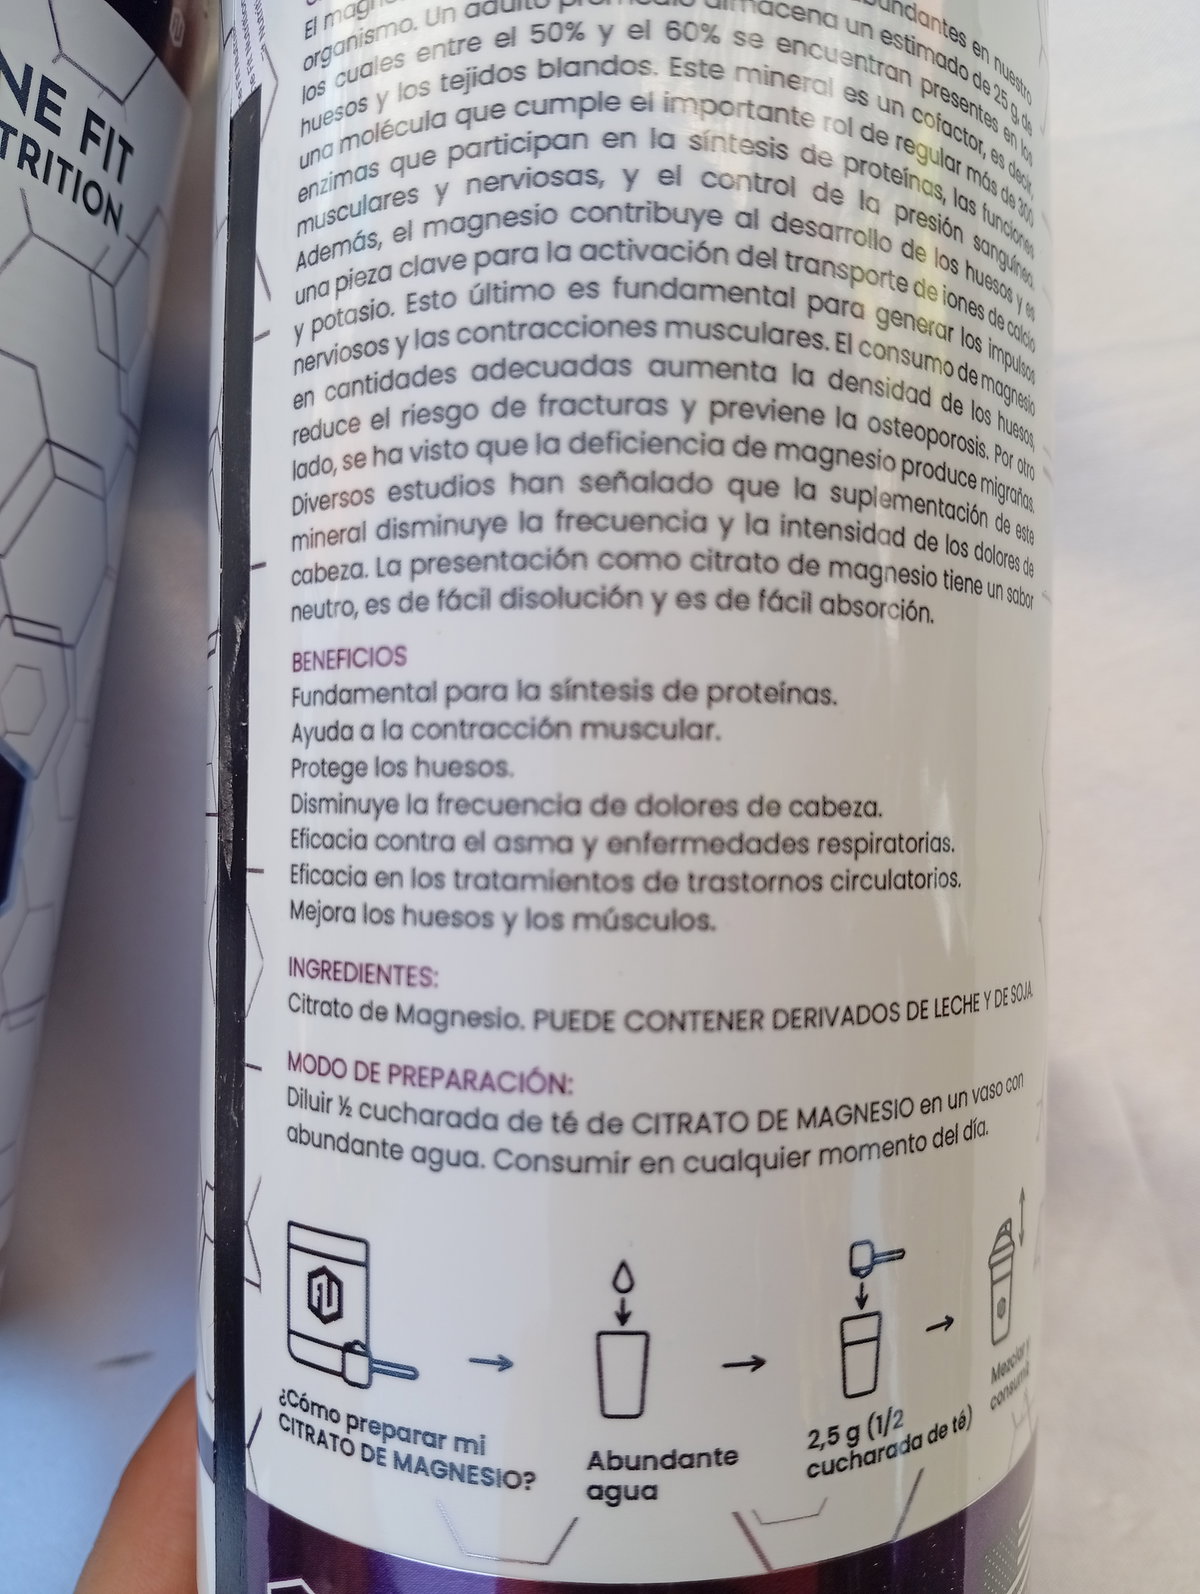 NE FIT
TRITION
El
abundantes en nuestro
organismo. Un adulto promedio almacena un estimado de 25 g, de
los cuales entre el 50% y el 60% se encuentran presentes en los
huesos y los tejidos blandos. Este mineral es un cofactor, es decir,
una molécula que cumple el importante rol de regular más de 300
enzimas que participan en la síntesis de proteínas, las funciones
musculares y nerviosas, y el control de la presión sanguínea.
Además, el magnesio contribuye al desarrollo de los huesos y es
una pieza clave para la activación del transporte de iones de calcio
y potasio. Esto último es fundamental para generar los impulsos
nerviosos y las contracciones musculares. El consumo de magnesio
en cantidades adecuadas aumenta la densidad de los huesos,
reduce el riesgo de fracturas y previene la osteoporosis. Por otro
lado, se ha visto que la deficiencia de magnesio produce migrañas.
Diversos estudios han señalado que la suplementación de este
mineral disminuye la frecuencia y la intensidad de los dolores de
cabeza. La presentación como citrato de magnesio tiene un sabor
neutro, es de fácil disolución y es de fácil absorción.
BENEFICIOS
Fundamental para la síntesis de proteínas.
Ayuda a la contracción muscular.
Protege los huesos.
Disminuye la frecuencia de dolores de cabeza.
Eficacia contra el asma y enfermedades respiratorias.
Eficacia en los tratamientos de trastornos circulatorios.
Mejora los huesos y los músculos.
INGREDIENTES:
Citrato de Magnesio. PUEDE CONTENER DERIVADOS DE LECHE Y DE SOJA.
MODO DE PREPARACIÓN:
Diluir ½ cucharada de té de CITRATO DE MAGNESIO en un vaso con
abundante agua. Consumir en cualquier momento del día.
¿Cómo preparar mi
CITRATO DE MAGNESIO?
Abundante
agua
2,5 g (1/2
cucharada de té)
Mezclar y
consumir